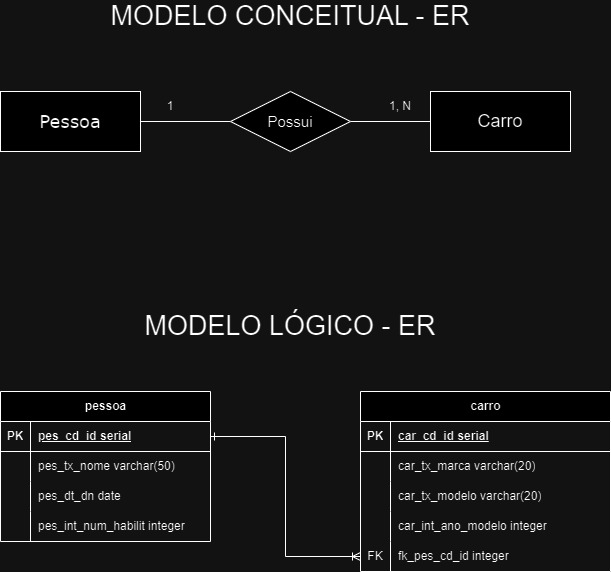 MODELO CONCEITUAL - ER
Pessoa
1
Possui
1, N
Carro
MODELO LÓGICO - ER
pessoa
PK pes_cd_id serial
pes_tx_nome varchar(50)
pes_dt_dn date
pes_int_num_habilit integer
carro
PK car_cd_id serial
car_tx_marca varchar(20)
car_tx_modelo varchar(20)
car_int_ano_modelo integer
FK fk_pes_cd_id integer